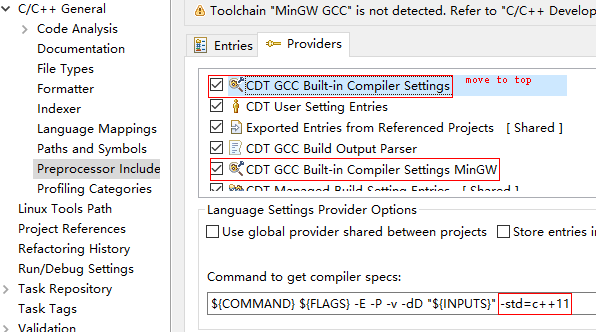 C/C++ General
Code Analysis
Documentation
File Types
Formatter
Indexer
Language Mappings
Paths and Symbols
Preprocessor Include
Profiling Categories
Linux Tools Path
Project References
Refactoring History
Run/Debug Settings
Task Repository
Task Tags
Validation
Toolchain "MinGW GCC" is not detected. Refer to "C/C++ Develop
Entries
Providers
CDT GCC Built-in Compiler Settings
move to top
CDT User Setting Entries
Exported Entries from Referenced Projects [ Shared ]
CDT GCC Build Output Parser
CDT GCC Built-in Compiler Settings MinGW
CDT Managed Build Setting Entries [ Shared ]
Language Settings Provider Options
Use global provider shared between projects
Store entries in
Command to get compiler specs:
${COMMAND} ${FLAGS} -E -P -v -dD "${INPUTS}" -std=c++11